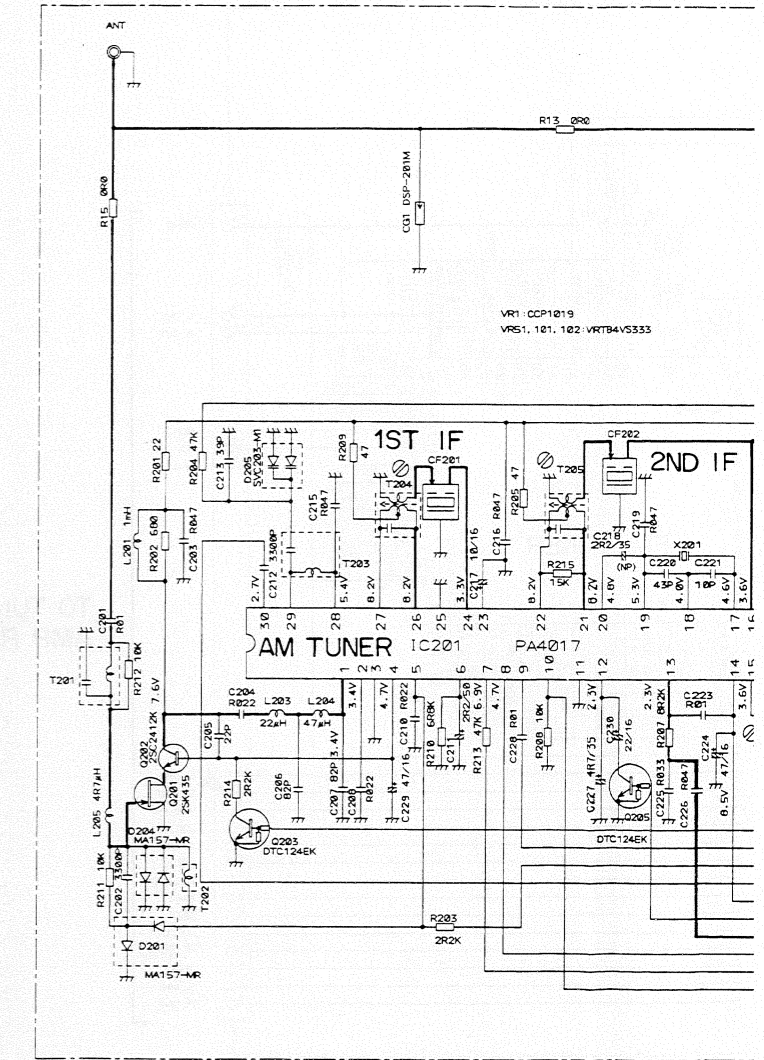 ANT
R13 0R0
R15 0R0
CG1 DSP-201M
VR1:CCP1019
VR51, 101, 102:VRTB4VS333
R201 22
R204 47K
C213 39P
D205
SVC203-M1
R209
47
1ST IF
CF201
T204
C215
R047
C216 R047
R205 47
T205
CF202
2ND IF
C218
2R2/35
(NP)
C219
R047
X201
C220
43P
C221
10P
L201 1mH
R202 680
C203 R047
C212 3300P
T203
C217 10/16
R215
15K
2.7V
5.4V
8.2V
8.2V
3.3V
8.2V
8.2V
4.8V
5.3V
4.0V
4.6V
3.6V
30
29
28
27
26
25
24
23
22
21
20
19
18
17
16
AM TUNER IC201 PA4017
1
2
3
4
5
6
7
8
9
10
11
12
13
14
15
C201
R01
T201
R212 10K
7.6V
C204
R022
L203
22μH
L204
47μH
C205
22P
3.4V
3.4V
4.7V
C210 R022
R210 680K
C211 2R2/50
6.9V
R213 47K
4.7V
C228 R01
R208 10K
2.3V
C230
22/16
2.3V
R207 8R2K
C223
R01
3.6V
C224
47/16
8.5V
Q202
2SC2412K
Q201
2SK435
R214
2R2K
C206
82P
C207 82P
C208 R022
C229 47/16
C227 4R7/35
Q205
DTC124EK
C225 R033
C226 R047
L205 4R7μH
D204
MA157-MR
Q203
DTC124EK
R211 10K
C202 3300P
T202
D201
MA157-MR
R203
2R2K